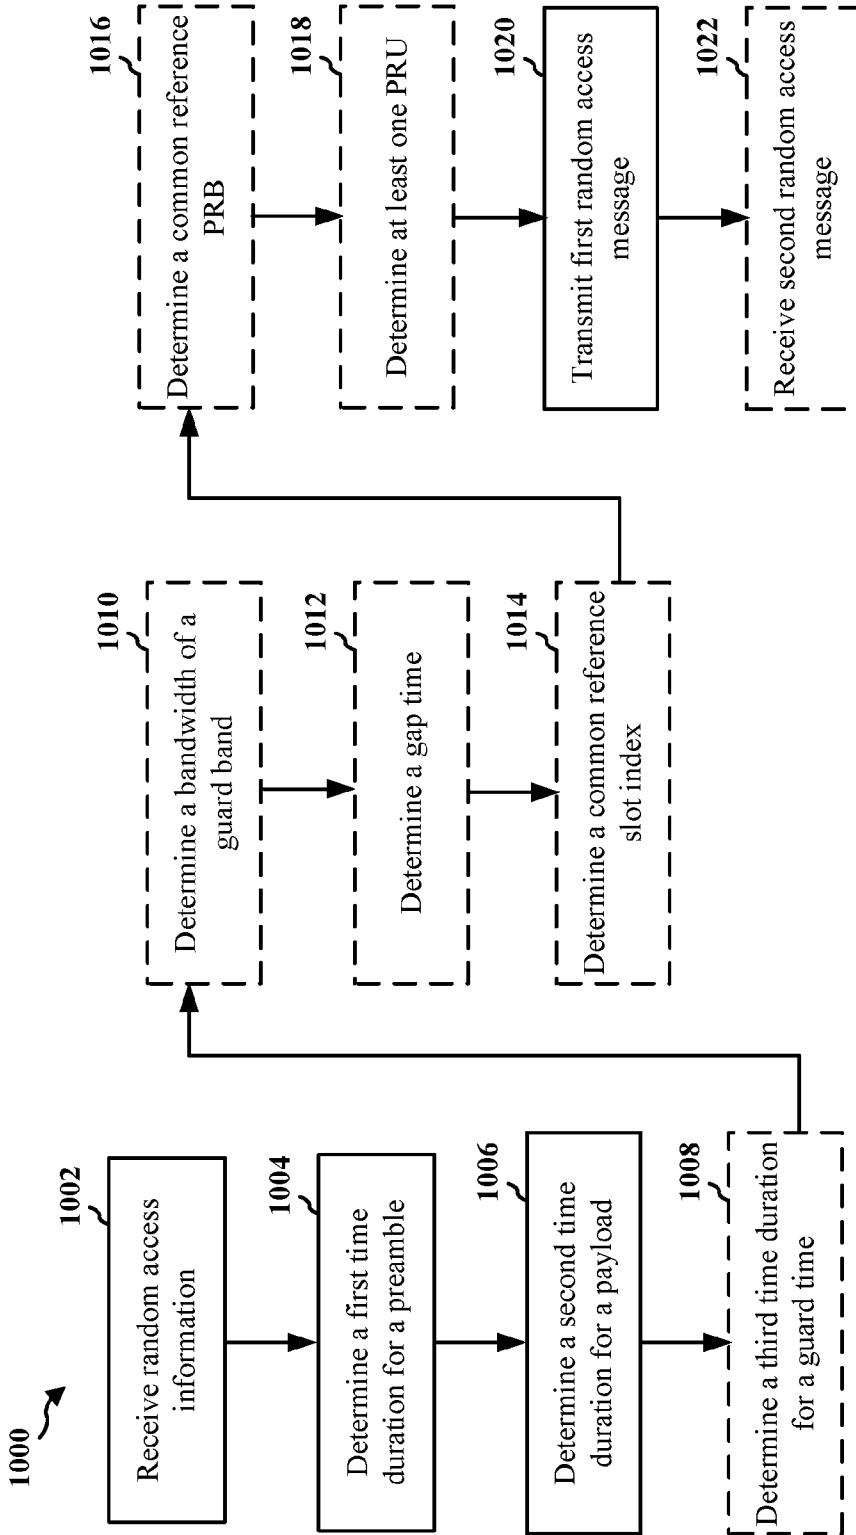 1000
1002
Receive random access
information
1004
Determine a first time
duration for a preamble
1006
Determine a second time
duration for a payload
1008
Determine a third time duration
for a guard time
1010
Determine a bandwidth of a
guard band
1012
Determine a gap time
1014
Determine a common reference
slot index
1016
Determine a common reference
PRB
1018
Determine at least one PRU
1020
Transmit first random access
message
1022
Receive second random access
message